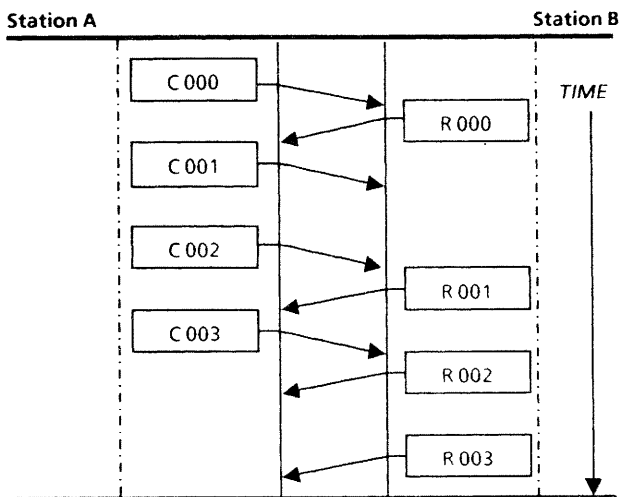 Station A
Station B
C 000
TIME
R 000
C 001
C 002
R 001
C 003
R 002
R 003